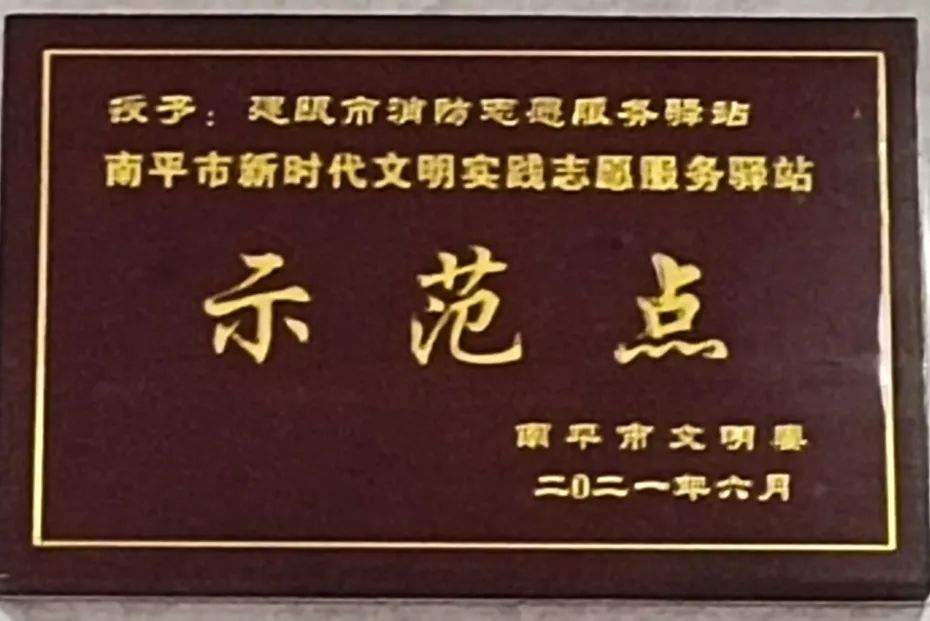 授予：建瓯市消防志愿服务驿站
南平市新时代文明实践志愿服务驿站
示范点
南平市文明办
二0二一年六月